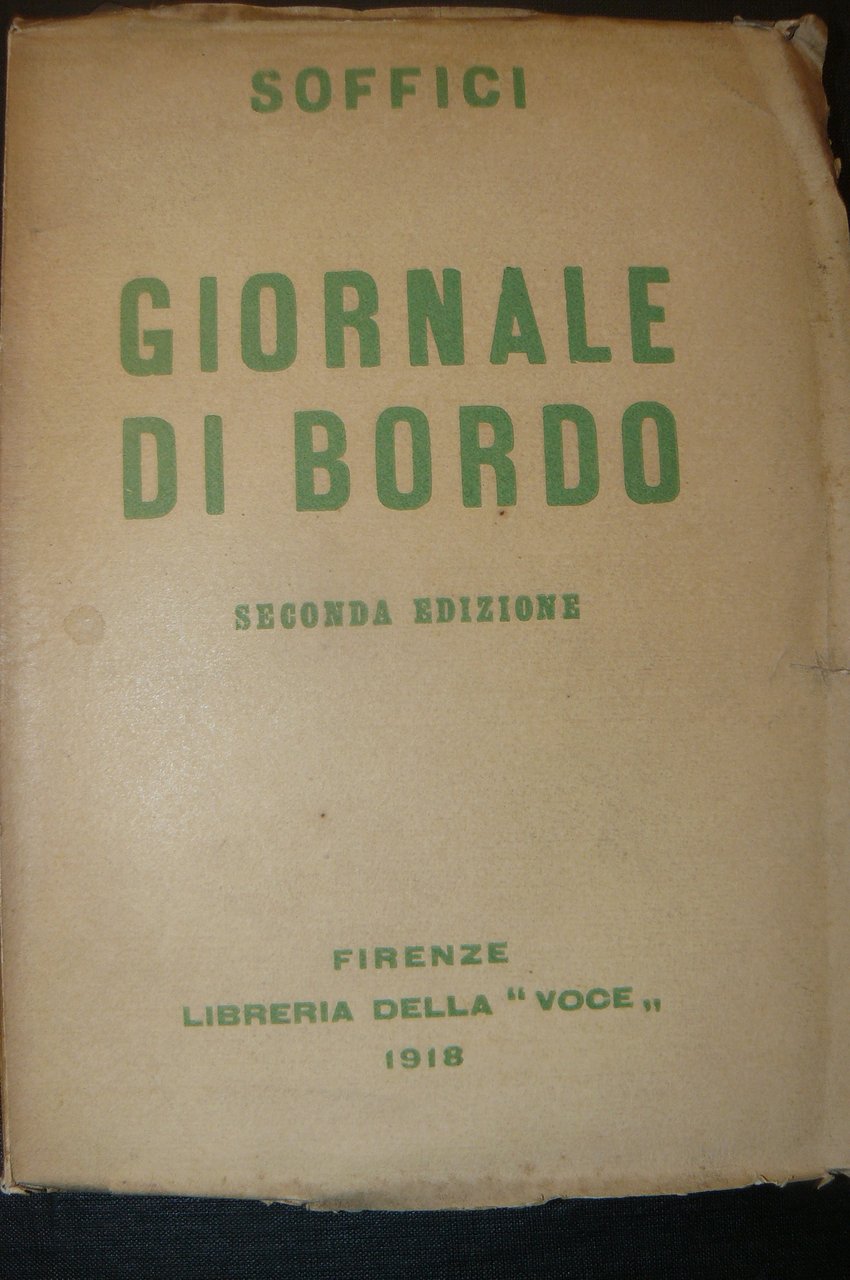 SOFFICI
GIORNALE
DI BORDO
SECONDA EDIZIONE
FIRENZE
LIBRERIA DELLA “ VOCE „
1918